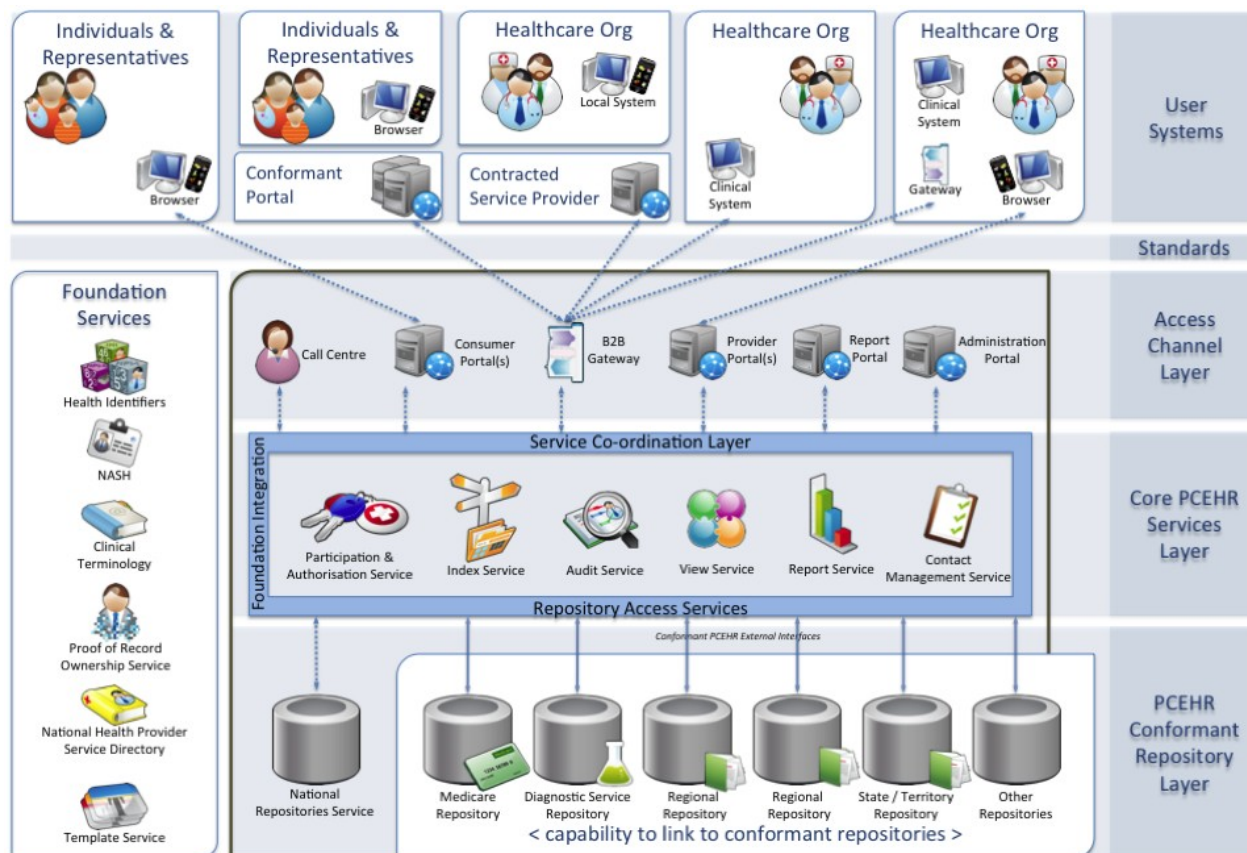 Individuals &
Representatives
Browser
Individuals &
Representatives
Browser
Conformant
Portal
Healthcare Org
Local System
Contracted
Service Provider
Healthcare Org
Clinical
System
Healthcare Org
Clinical
System
Gateway
Browser
User
Systems
Standards
Foundation
Services
Health Identifiers
NASH
Clinical
Terminology
Proof of Record
Ownership Service
National Health Provider
Service Directory
Template Service
Call Centre
Consumer
Portal(s)
B2B
Gateway
Provider
Portal(s)
Report
Portal
Administration
Portal
Access
Channel
Layer
Service Co-ordination Layer
Foundation Integration
Participation &
Authorisation Service
Index Service
Audit Service
View Service
Report Service
Contact
Management Service
Repository Access Services
Core PCEHR
Services
Layer
Conformant PCEHR External Interfaces
National
Repositories Service
Medicare
Repository
Diagnostic Service
Repository
Regional
Repository
Regional
Repository
State / Territory
Repository
Other
Repositories
< capability to link to conformant repositories >
PCEHR
Conformant
Repository
Layer